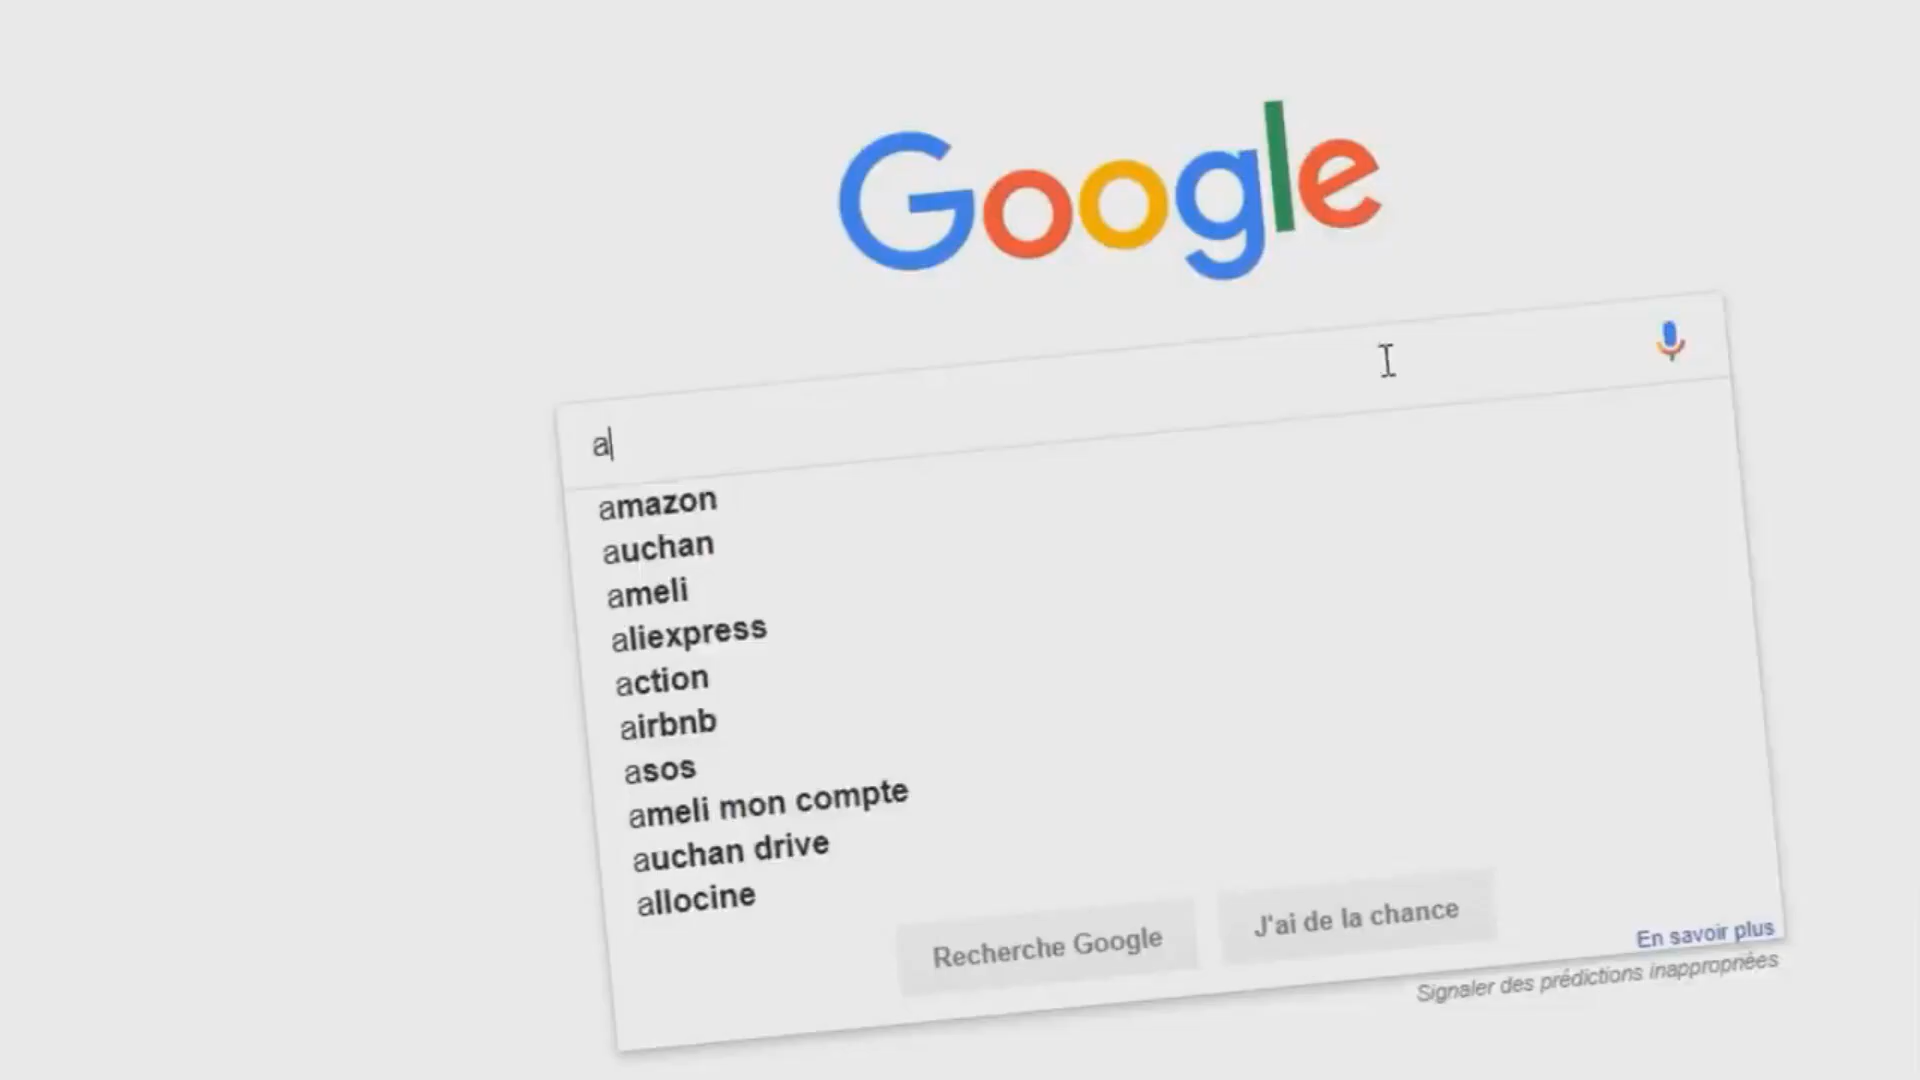 Google
a
amazon
auchan
ameli
aliexpress
action
airbnb
asos
ameli mon compte
auchan drive
allocine
Recherche Google
J'ai de la chance
En savoir plus
Signaler des prédictions inappropriées